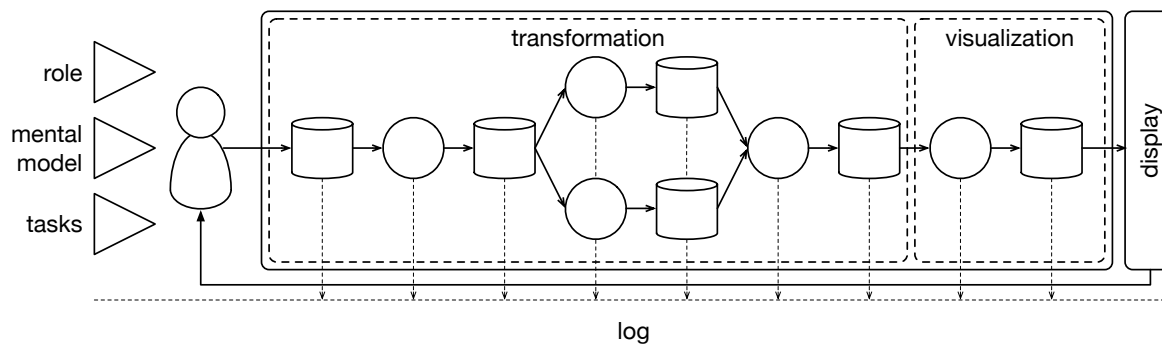 transformation
visualization
role
mental
model
tasks
display
log